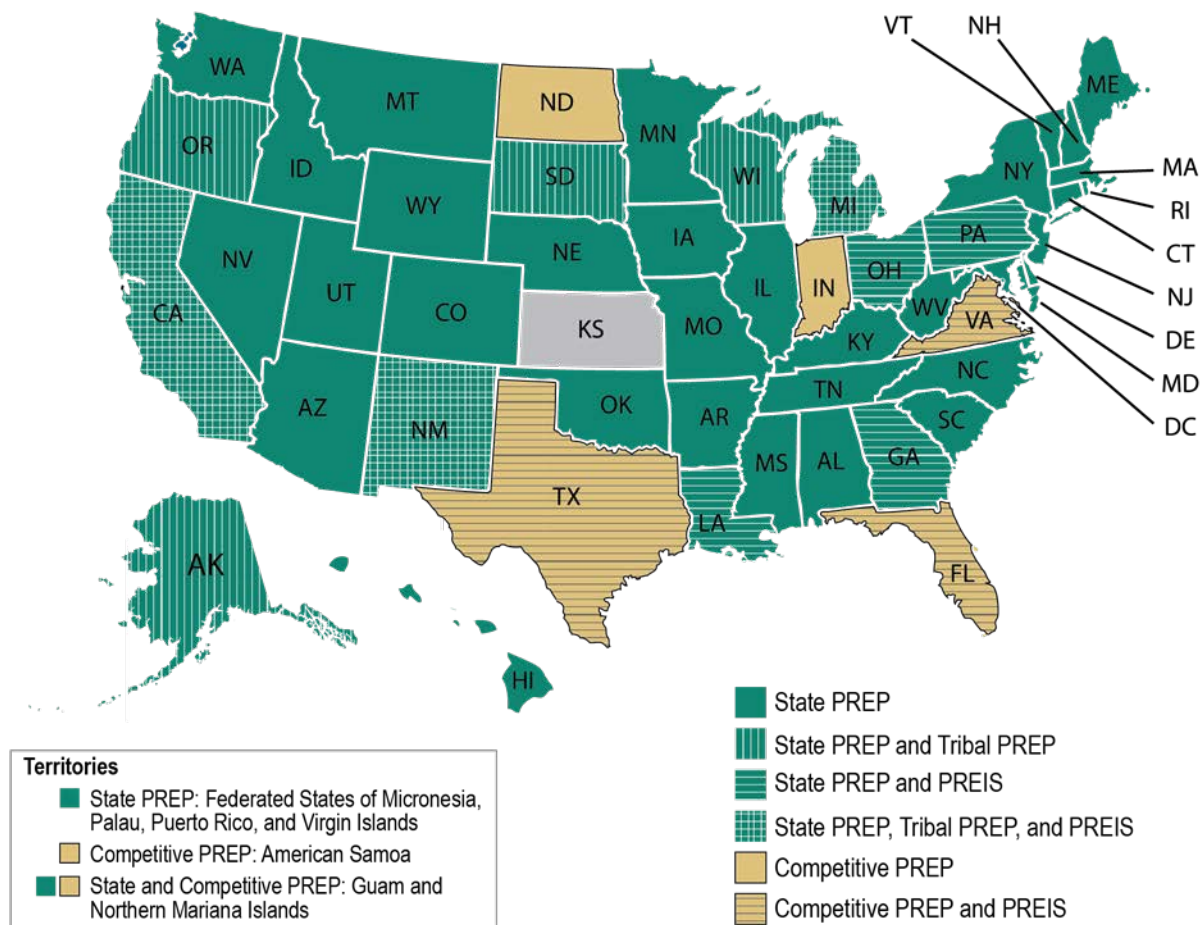 VT
NH
WA
MT
ND
MN
ME
OR
ID
SD
WI
MI
NY
MA
WY
RI
IA
PA
CT
NV
NE
OH
NJ
UT
IL
IN
CO
WV
VA
DE
CA
KS
MO
KY
MD
NC
DC
TN
AZ
OK
AR
SC
NM
MS
AL
GA
TX
LA
FL
AK
HI
State PREP
State PREP and Tribal PREP
State PREP and PREIS
State PREP, Tribal PREP, and PREIS
Competitive PREP
Competitive PREP and PREIS
Territories
State PREP: Federated States of Micronesia,
Palau, Puerto Rico, and Virgin Islands
Competitive PREP: American Samoa
State and Competitive PREP: Guam and
Northern Mariana Islands